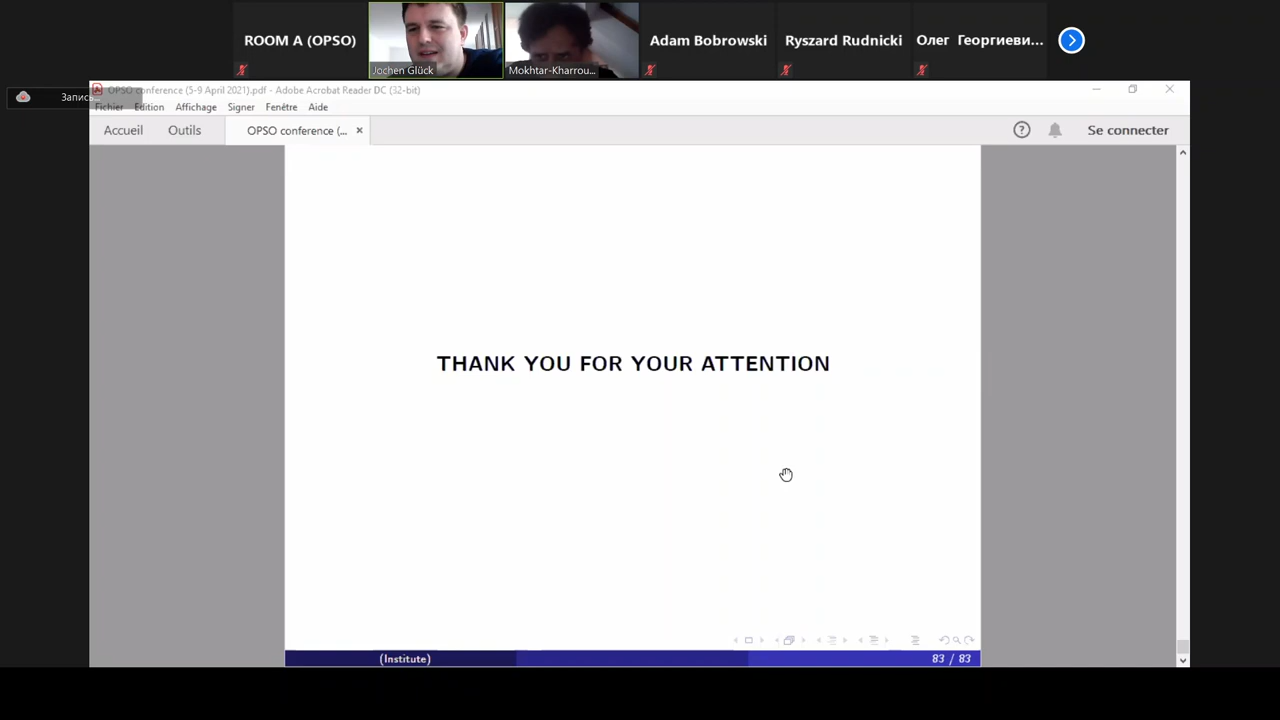 ROOM A (OPSO)
Jochen Glück
Mokhtar-Kharrou...
Adam Bobrowski
Ryszard Rudnicki
Олег Георгиеви...
Запись...
OPSO conference (5-9 April 2021).pdf - Adobe Acrobat Reader DC (32-bit)
Fichier Edition Affichage Signer Fenêtre Aide
Accueil Outils OPSO conference (... × ? Se connecter
THANK YOU FOR YOUR ATTENTION
(Institute) 83 / 83